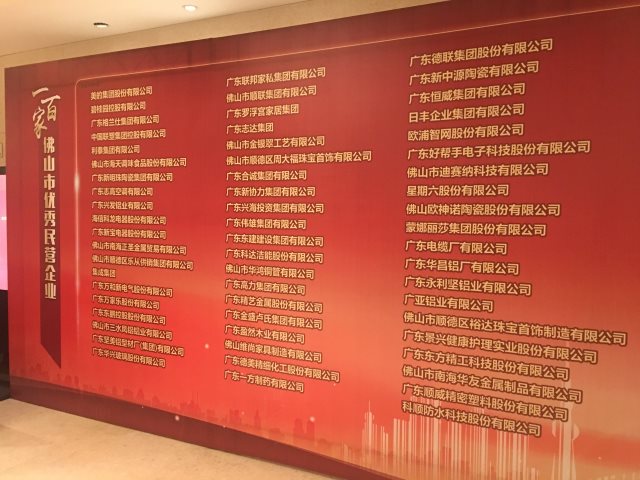 一百家
佛山市优秀民营企业
美的集团股份有限公司
碧桂园控股有限公司
广东格兰仕集团有限公司
中国联塑集团控股有限公司
利泰集团有限公司
佛山市海天调味食品股份有限公司
广东新明珠陶瓷集团有限公司
广东志高空调有限公司
广东兴发铝业有限公司
海信科龙电器股份有限公司
广东新宝电器股份有限公司
佛山市南海正圣金属贸易有限公司
佛山市顺德区乐从供销集团有限公司
集成集团
广东万和新电气股份有限公司
广东万家乐股份有限公司
广东东鹏控股股份有限公司
佛山市三水凤铝铝业有限公司
广东坚美铝型材厂(集团)有限公司
广东华兴玻璃股份有限公司
广东联邦家私集团有限公司
佛山市顺联集团有限公司
广东罗浮宫家居集团
广东志达集团
佛山市金银翠工艺有限公司
佛山市顺德区周大福珠宝首饰有限公司
广东合诚集团有限公司
广东新协力集团有限公司
广东兴海投资集团有限公司
广东伟雄集团有限公司
广东东建建设集团有限公司
广东科达洁能股份有限公司
佛山市华鸿铜管有限公司
广东高力集团有限公司
广东精艺金属股份有限公司
广东金盛卢氏集团有限公司
广东盈然木业有限公司
佛山维尚家具制造有限公司
广东德美精细化工股份有限公司
广东一方制药有限公司
广东德联集团股份有限公司
广东新中源陶瓷有限公司
广东恒威集团有限公司
日丰企业集团有限公司
欧浦智网股份有限公司
广东好帮手电子科技股份有限公司
佛山市迪赛纳科技有限公司
星期六股份有限公司
佛山欧神诺陶瓷股份有限公司
蒙娜丽莎集团股份有限公司
广东电缆厂有限公司
广东华昌铝厂有限公司
广东永利坚铝业有限公司
广亚铝业有限公司
佛山市顺德区裕达珠宝首饰制造有限公司
广东景兴健康护理实业股份有限公司
广东东方精工科技股份有限公司
佛山市南海华友金属制品有限公司
广东顺威精密塑料股份有限公司
科顺防水科技股份有限公司